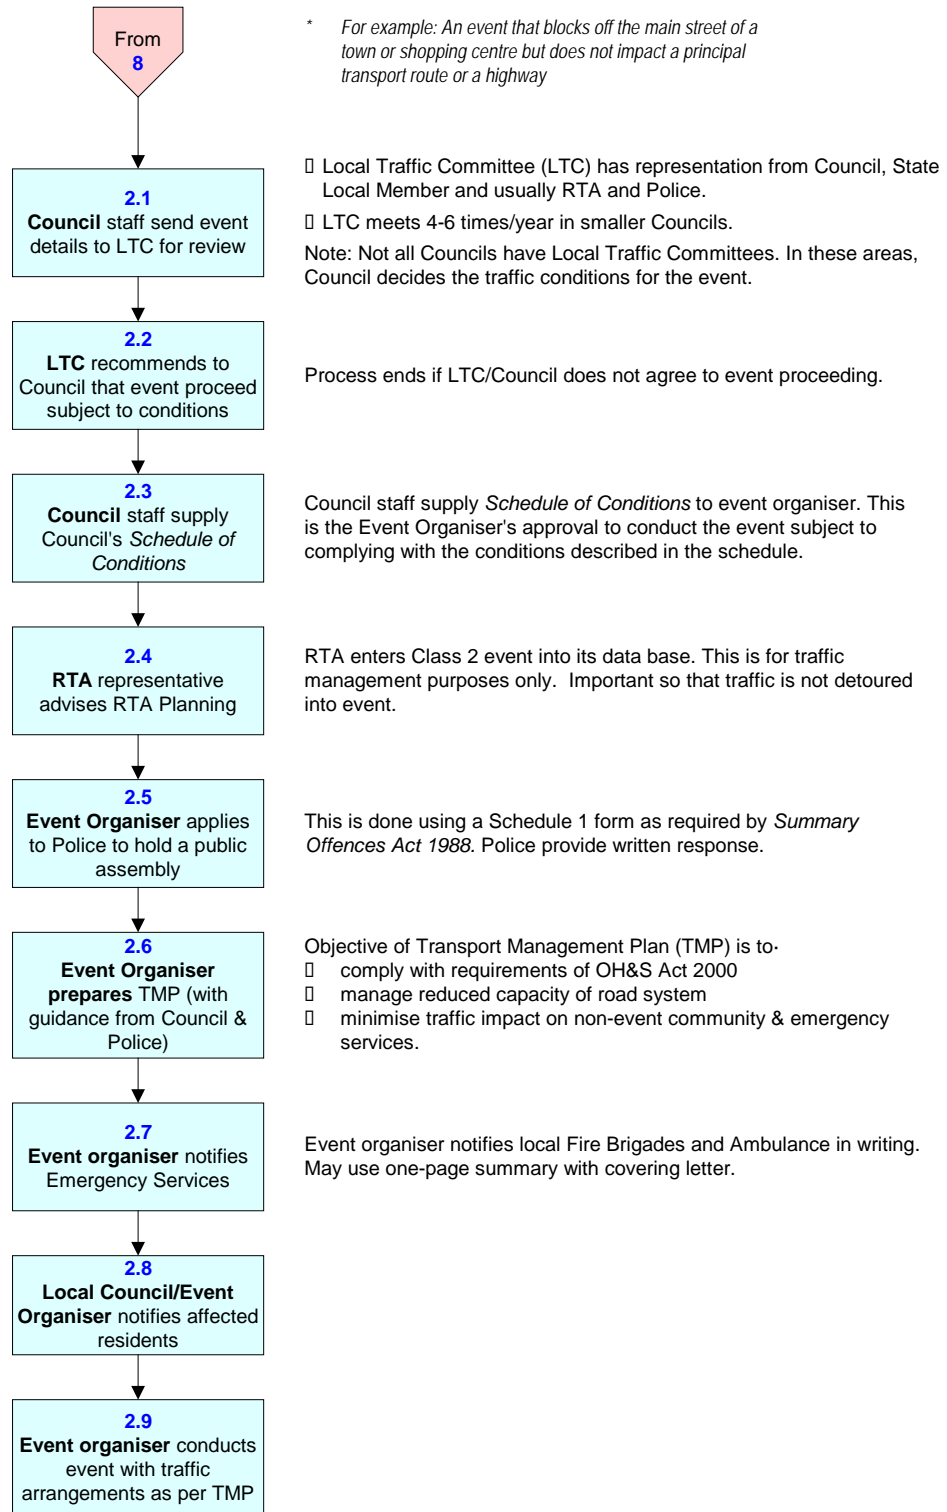 From
8
* For example: An event that blocks off the main street of a
town or shopping centre but does not impact a principal
transport route or a highway
2.1
Council staff send event
details to LTC for review
▯ Local Traffic Committee (LTC) has representation from Council, State
Local Member and usually RTA and Police.
▯ LTC meets 4-6 times/year in smaller Councils.
Note: Not all Councils have Local Traffic Committees. In these areas,
Council decides the traffic conditions for the event.
2.2
LTC recommends to
Council that event proceed
subject to conditions
Process ends if LTC/Council does not agree to event proceeding.
2.3
Council staff supply
Council's Schedule of
Conditions
Council staff supply Schedule of Conditions to event organiser. This
is the Event Organiser's approval to conduct the event subject to
complying with the conditions described in the schedule.
2.4
RTA representative
advises RTA Planning
RTA enters Class 2 event into its data base. This is for traffic
management purposes only. Important so that traffic is not detoured
into event.
2.5
Event Organiser applies
to Police to hold a public
assembly
This is done using a Schedule 1 form as required by Summary
Offences Act 1988. Police provide written response.
2.6
Event Organiser
prepares TMP (with
guidance from Council &
Police)
Objective of Transport Management Plan (TMP) is to·
▯ comply with requirements of OH&S Act 2000
▯ manage reduced capacity of road system
▯ minimise traffic impact on non-event community & emergency
services.
2.7
Event organiser notifies
Emergency Services
Event organiser notifies local Fire Brigades and Ambulance in writing.
May use one-page summary with covering letter.
2.8
Local Council/Event
Organiser notifies affected
residents
2.9
Event organiser conducts
event with traffic
arrangements as per TMP